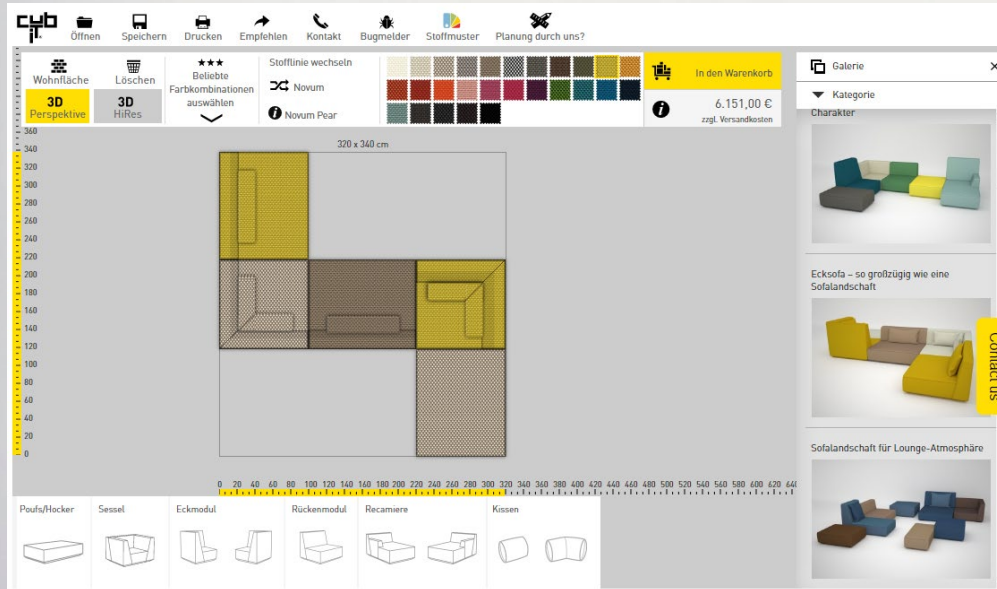 cyb
it.
Öffnen
Speichern
Drucken
Empfehlen
Kontakt
Bugmelder
Stoffmuster
Planung durch uns?
Wohnfläche
Löschen
3D
Perspektive
3D
HiRes
★★★
Beliebte
Farbkombinationen
auswählen
Stofflinie wechseln
Novum
Novum Pear
In den Warenkorb
6.151,00 €
zzgl. Versandkosten
Galerie
Kategorie
Charakter
Ecksofa – so großzügig wie eine
Sofalandschaft
Contact us
Sofalandschaft für Lounge-Atmosphäre
320 x 340 cm
360
340
320
300
280
260
240
220
200
180
160
140
120
100
80
60
40
20
0
0 20 40 60 80 100 120 140 160 180 200 220 240 260 280 300 320 340 360 380 400 420 440 460 480 500 520 540 560 580 600 620 640
Poufs/Hocker
Sessel
Eckmodul
Rückenmodul
Recamiere
Kissen